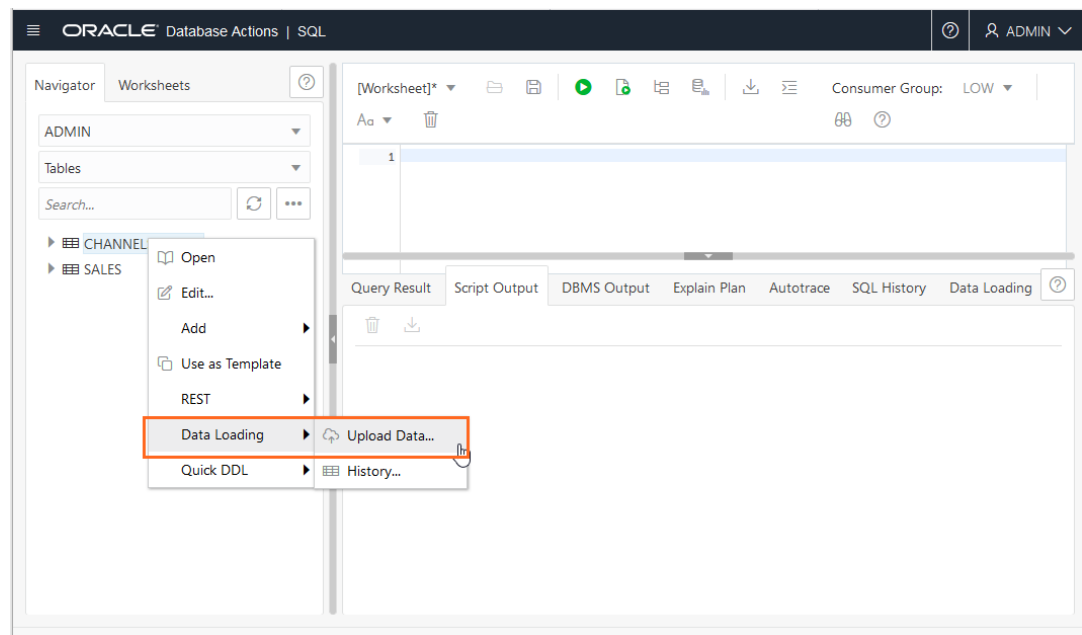 ORACLE Database Actions | SQL
ADMIN
Navigator Worksheets
[Worksheet]*
Consumer Group: LOW
Aa
ADMIN
Tables
Search...
1
CHANNEL
SALES
Open
Edit...
Add
Use as Template
REST
Data Loading
Quick DDL
Upload Data...
History...
Query Result Script Output DBMS Output Explain Plan Autotrace SQL History Data Loading